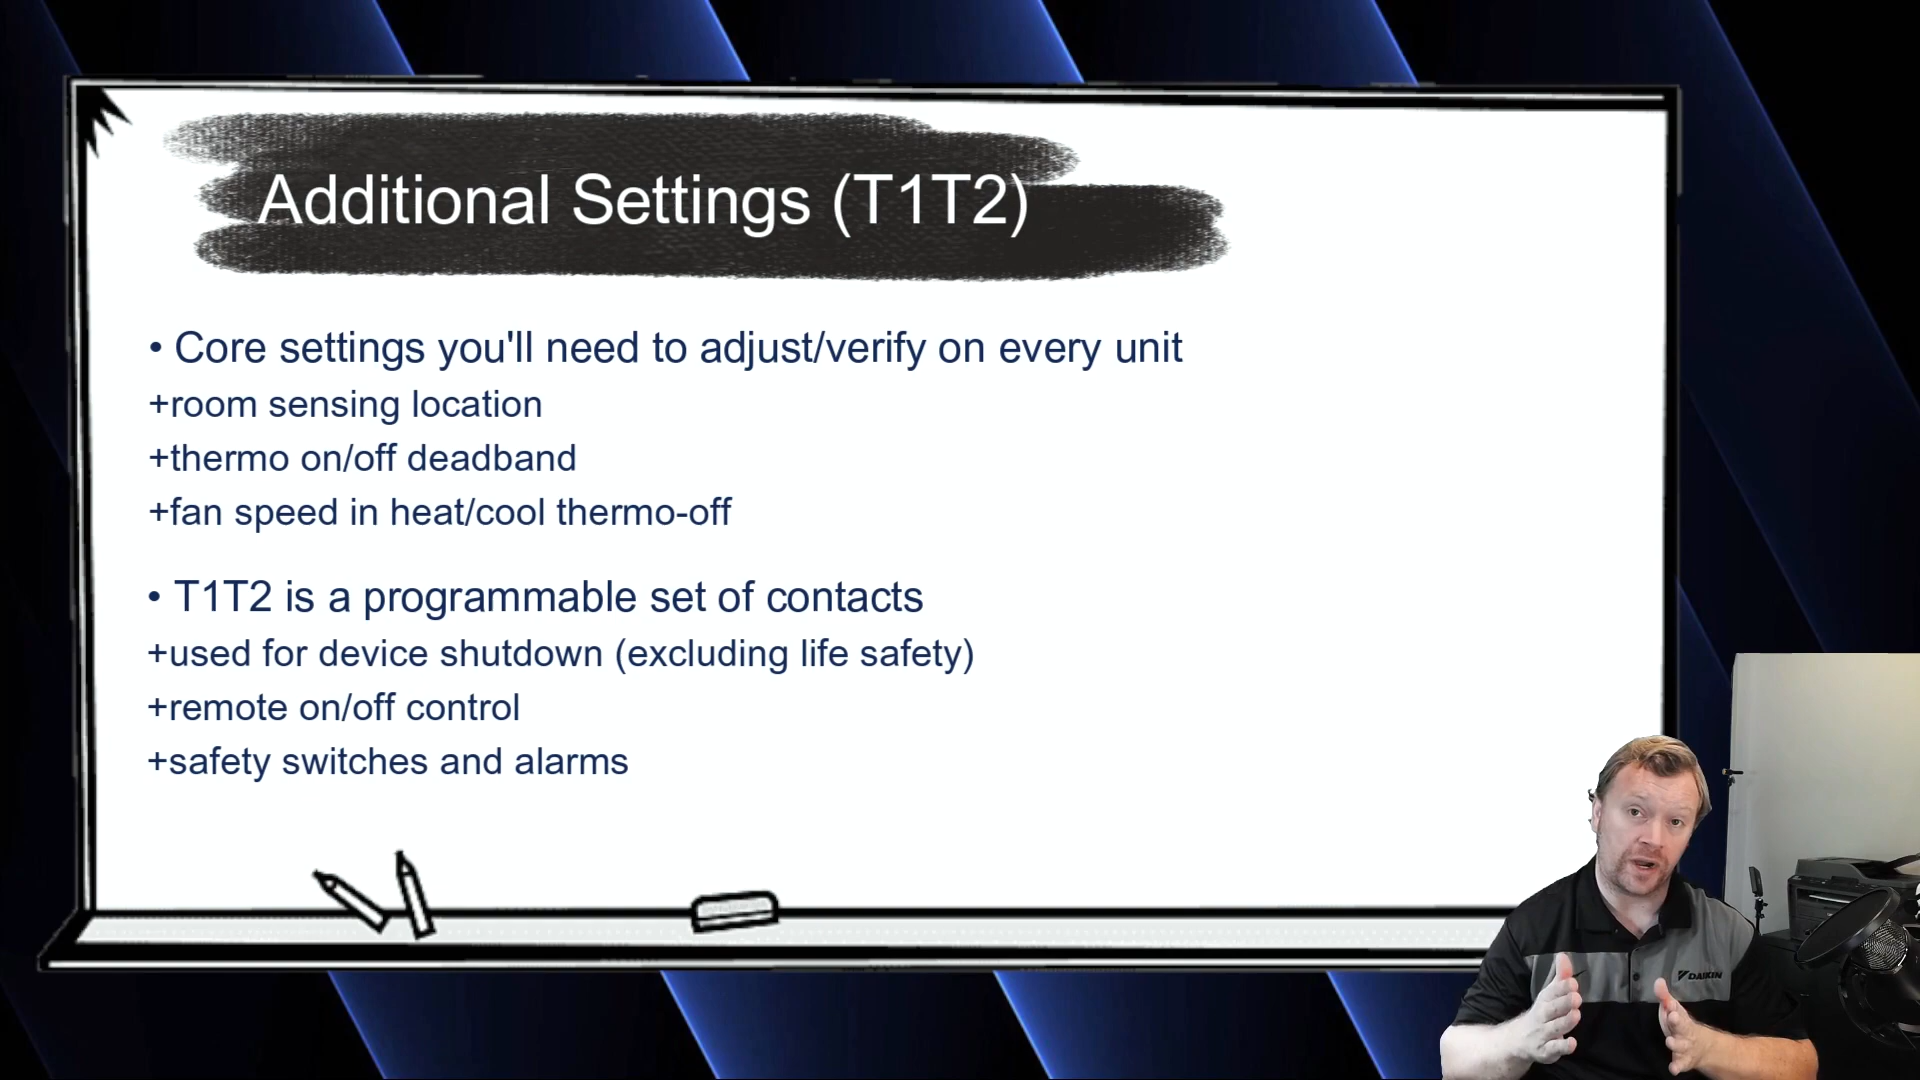 Additional Settings (T1T2)
• Core settings you'll need to adjust/verify on every unit
+room sensing location
+thermo on/off deadband
+fan speed in heat/cool thermo-off
• T1T2 is a programmable set of contacts
+used for device shutdown (excluding life safety)
+remote on/off control
+safety switches and alarms
DAIKIN